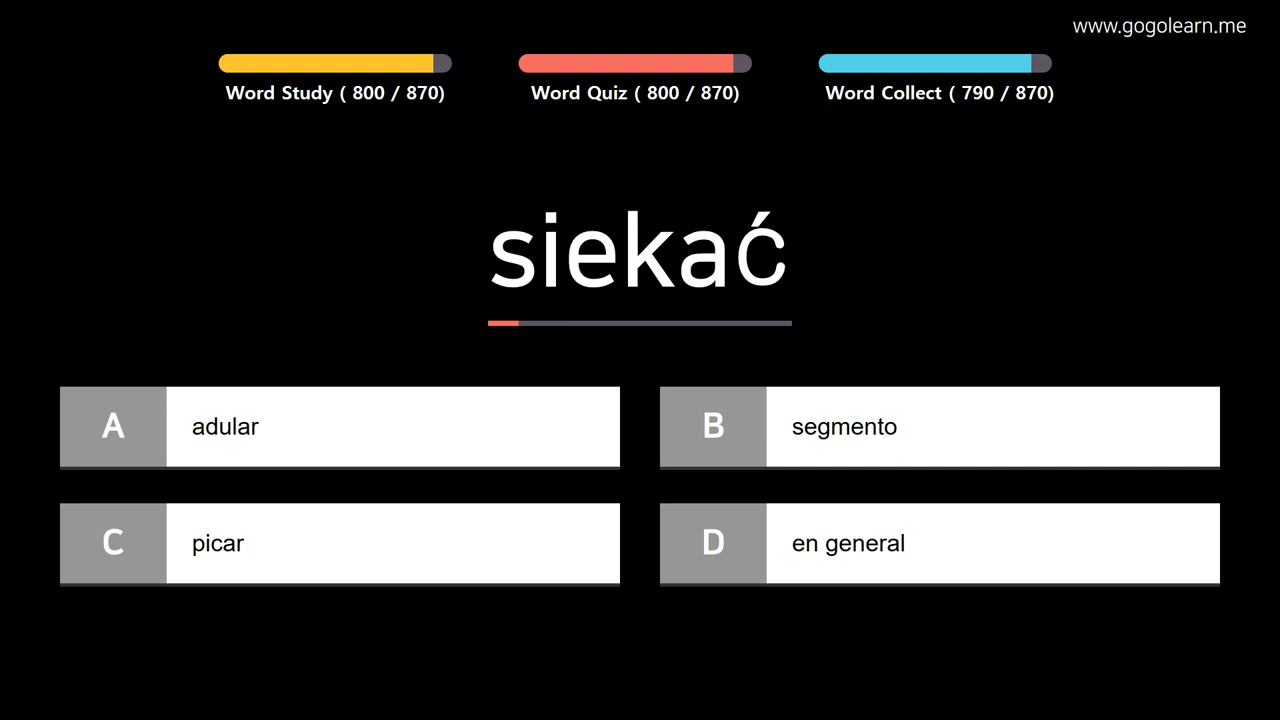 www.gogolearn.me
Word Study ( 800 / 870)
Word Quiz ( 800 / 870)
Word Collect ( 790 / 870)
siekać
A adular
B segmento
C picar
D en general